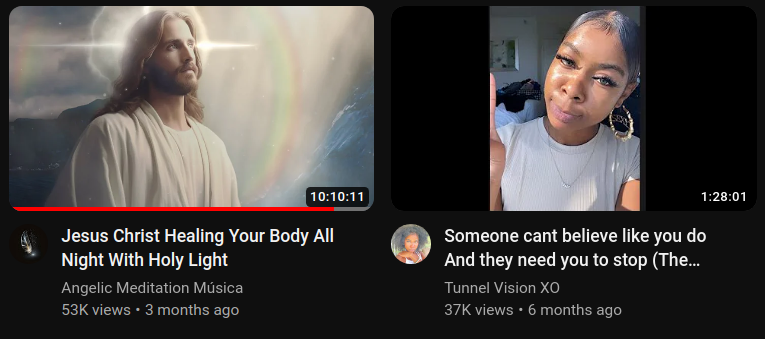 10:10:11
1:28:01
Jesus Christ Healing Your Body All
Night With Holy Light
Angelic Meditation Música
53K views • 3 months ago
Someone cant believe like you do
And they need you to stop (The...
Tunnel Vision XO
37K views • 6 months ago